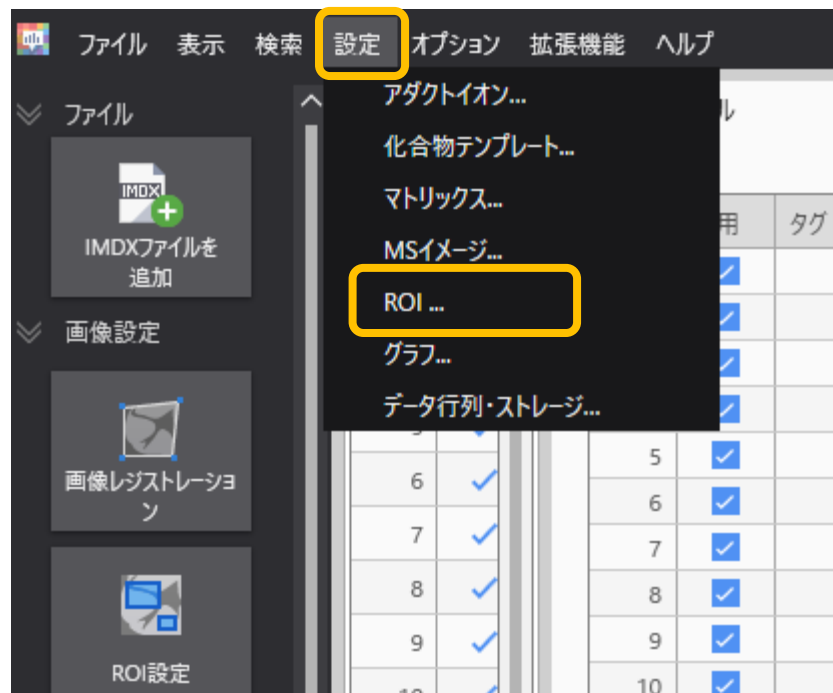 ファイル 表示 検索 設定 オプション 拡張機能 ヘルプ
ファイル
IMDX
IMDXファイルを
追加
画像設定
画像レジストレーショ
ン
ROI設定
アダクトイオン...
化合物テンプレート...
マトリックス...
MSイメージ...
ROI ...
グラフ...
データ行列・ストレージ...
ル
用 タグ
6
7
8
9
5
6
7
8
9
10